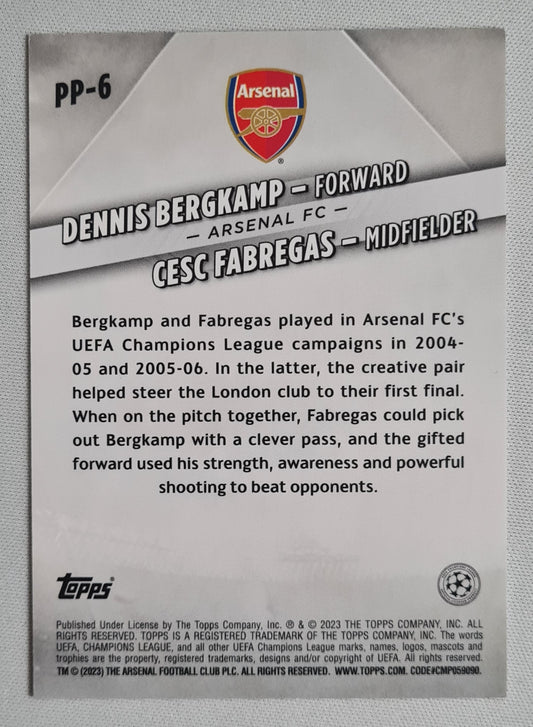 PP-6
Arsenal
®
DENNIS BERGKAMP – FORWARD
– ARSENAL FC –
CESC FABREGAS – MIDFIELDER
Bergkamp and Fabregas played in Arsenal FC's
UEFA Champions League campaigns in 2004-
05 and 2005-06. In the latter, the creative pair
helped steer the London club to their first final.
When on the pitch together, Fabregas could pick
out Bergkamp with a clever pass, and the gifted
forward used his strength, awareness and powerful
shooting to beat opponents.
Topps®
Published Under License by The Topps Company, Inc. ® & © 2023 THE TOPPS COMPANY, INC. ALL
RIGHTS RESERVED. TOPPS IS A REGISTERED TRADEMARK OF THE TOPPS COMPANY, INC. The words
UEFA, CHAMPIONS LEAGUE, and all other UEFA Champions League marks, names, logos, mascots and
trophies are the property, registered trademarks, designs and/or copyright of UEFA. All rights reserved.
TM © (2023) THE ARSENAL FOOTBALL CLUB PLC. ALL RIGHTS RESERVED. WWW.TOPPS.COM. CODE#CMP059090.